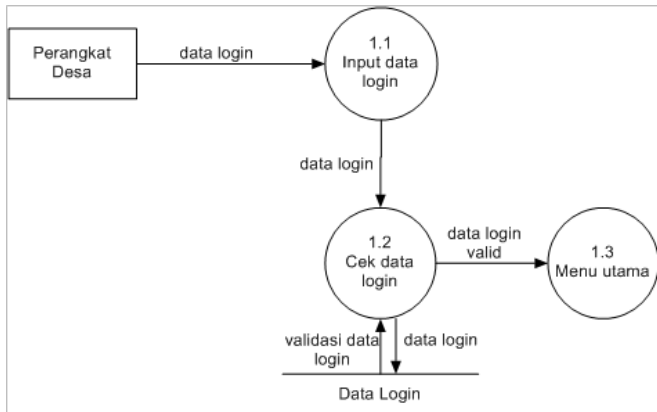 Perangkat
Desa
data login
1.1
Input data
login
data login
1.2
Cek data
login
data login
valid
1.3
Menu utama
validasi data
login
data login
Data Login